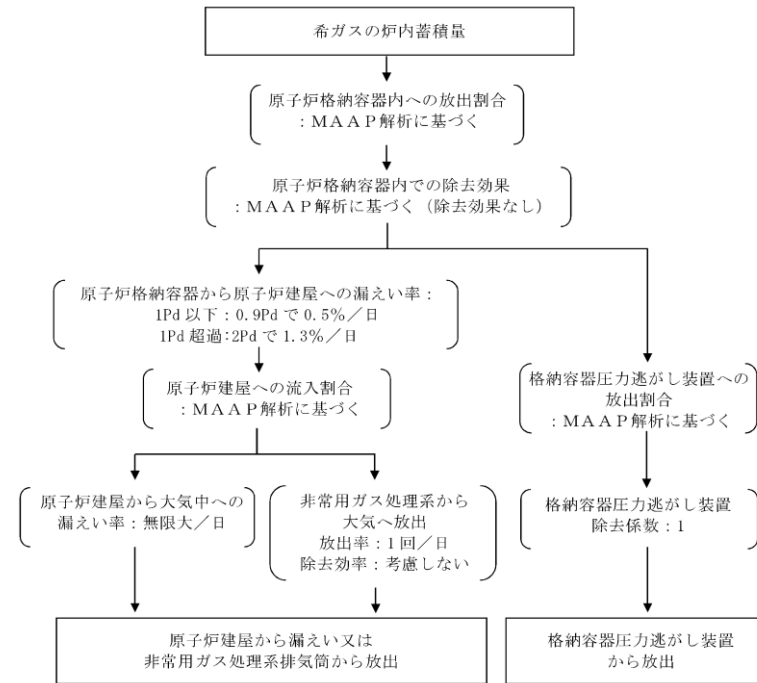 希ガスの炉内蓄積量
原子炉格納容器内への放出割合
：ＭＡＡＰ解析に基づく
原子炉格納容器内での除去効果
：ＭＡＡＰ解析に基づく（除去効果なし）
原子炉格納容器から原子炉建屋への漏えい率：
1Pd 以下：0.9Pd で 0.5％／日
1Pd 超過：2Pd で 1.3％／日
原子炉建屋への流入割合
：ＭＡＡＰ解析に基づく
格納容器圧力逃がし装置への
放出割合
：ＭＡＡＰ解析に基づく
原子炉建屋から大気中への
漏えい率：無限大／日
非常用ガス処理系から
大気へ放出
放出率：１回／日
除去効率：考慮しない
格納容器圧力逃がし装置
除去係数：1
原子炉建屋から漏えい又は
非常用ガス処理系排気筒から放出
格納容器圧力逃がし装置
から放出